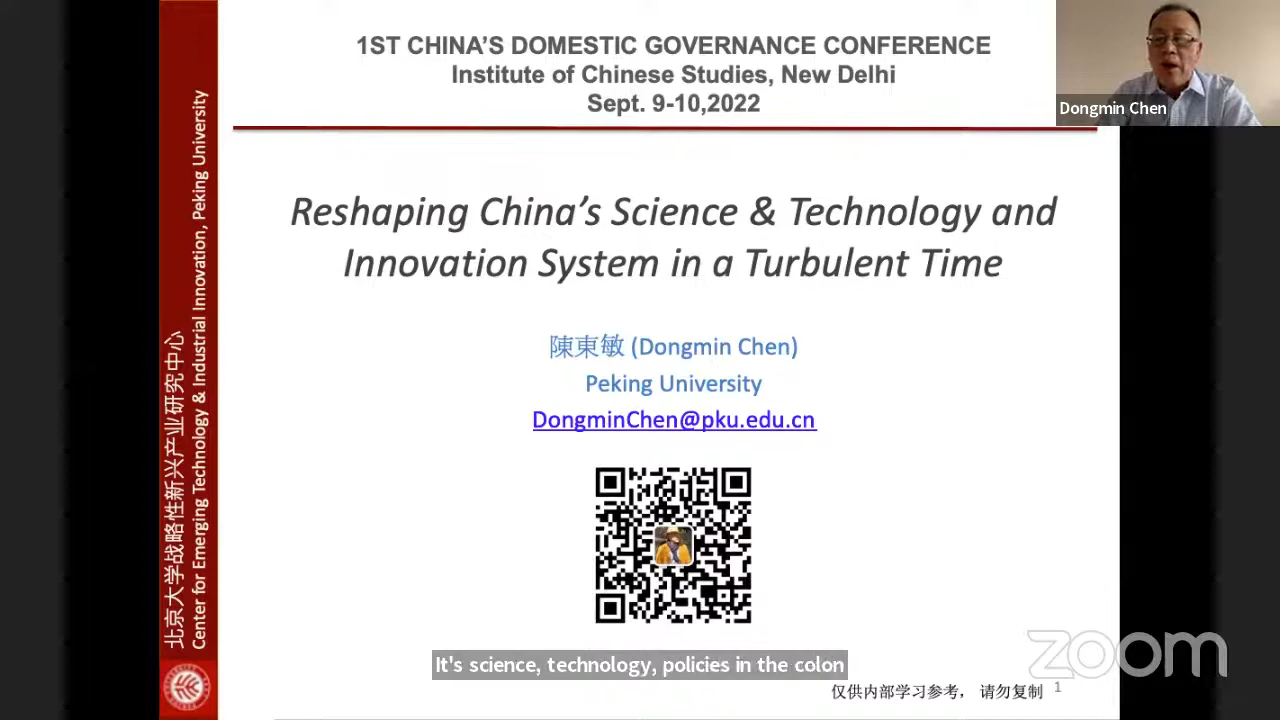 1ST CHINA'S DOMESTIC GOVERNANCE CONFERENCE
Institute of Chinese Studies, New Delhi
Sept. 9-10,2022
Dongmin Chen
北京大学战略性新兴产业研究中心
Center for Emerging Technology & Industrial Innovation, Peking University
Reshaping China's Science & Technology and
Innovation System in a Turbulent Time
陳東敏 (Dongmin Chen)
Peking University
DongminChen@pku.edu.cn
It's science, technology, policies in the colon
zoom
仅供内部学习参考， 请勿复制
1